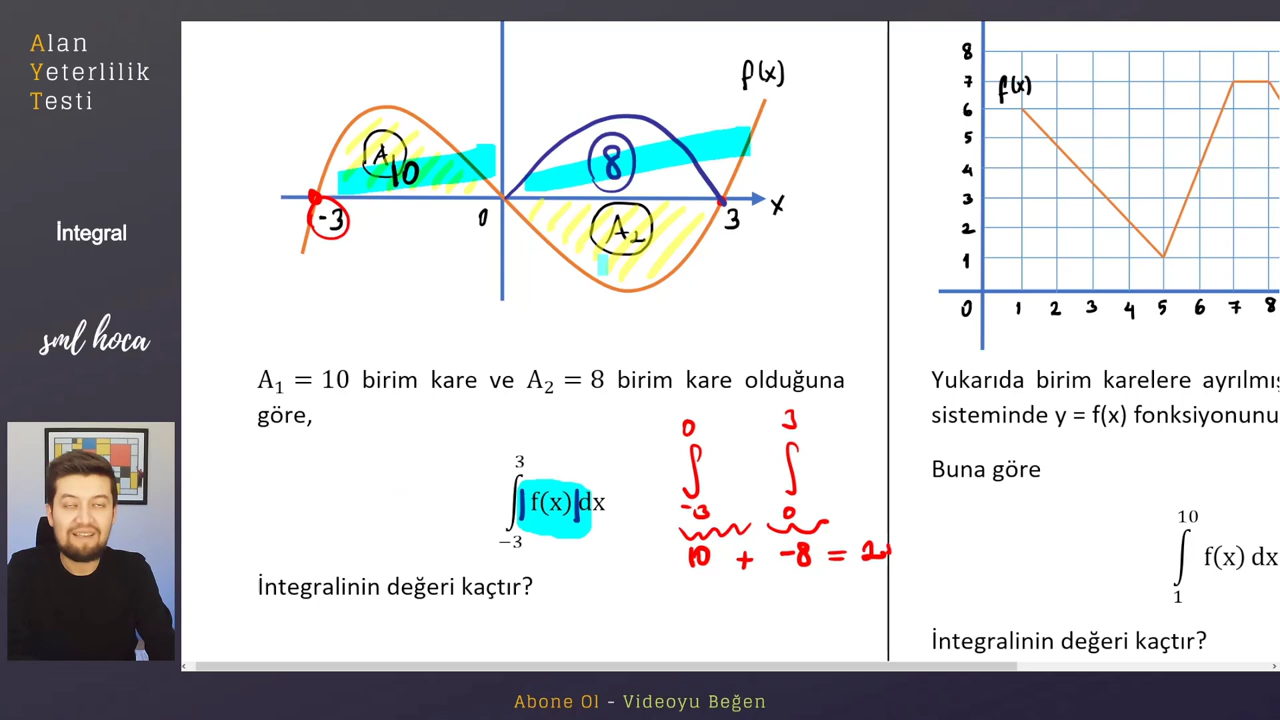 Alan
Yeterlilik
Testi
İntegral
sml hoca
f(x)
A
10
8
-3
0
A₂
3
x
A₁ = 10 birim kare ve A₂ = 8 birim kare olduğuna
göre,
3
∫ |f(x)| dx
−3
0 3
∫ ∫
-3 0
10 + -8 = 2
İntegralinin değeri kaçtır?
8
7
6
5
4
3
2
1
f(x)
0 1 2 3 4 5 6 7 8
Yukarıda birim karelere ayrılmış
sisteminde y = f(x) fonksiyonunu
Buna göre
10
∫ f(x) dx
1
İntegralinin değeri kaçtır?
Abone Ol - Videoyu Beğen